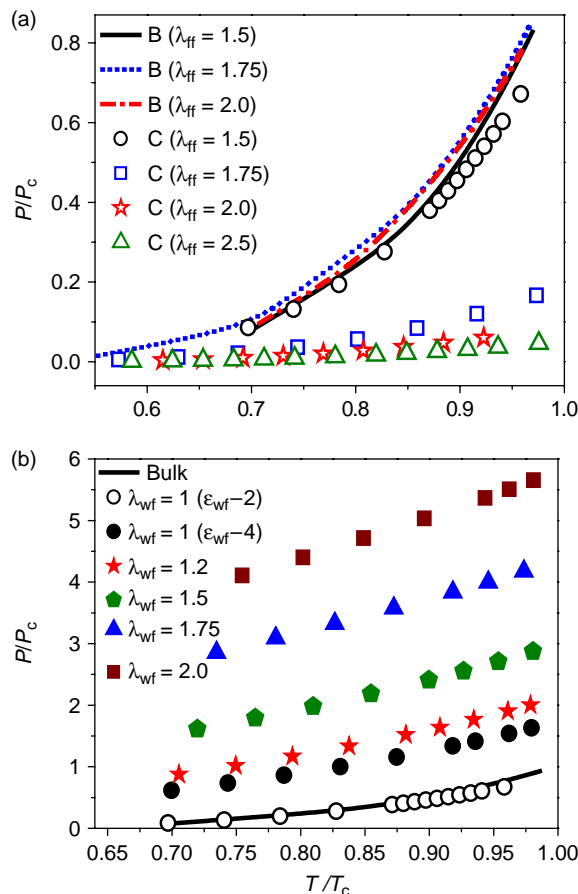 (a)
0.8
0.6
0.4
0.2
0.0
P/Pc
B (λff = 1.5)
B (λff = 1.75)
B (λff = 2.0)
C (λff = 1.5)
C (λff = 1.75)
C (λff = 2.0)
C (λff = 2.5)
0.6 0.7 0.8 0.9 1.0
(b)
6
5
4
3
2
1
0
P/Pc
Bulk
λwf = 1 (εwf−2)
λwf = 1 (εwf−4)
λwf = 1.2
λwf = 1.5
λwf = 1.75
λwf = 2.0
0.65 0.70 0.75 0.80 0.85 0.90 0.95 1.00
T/Tc